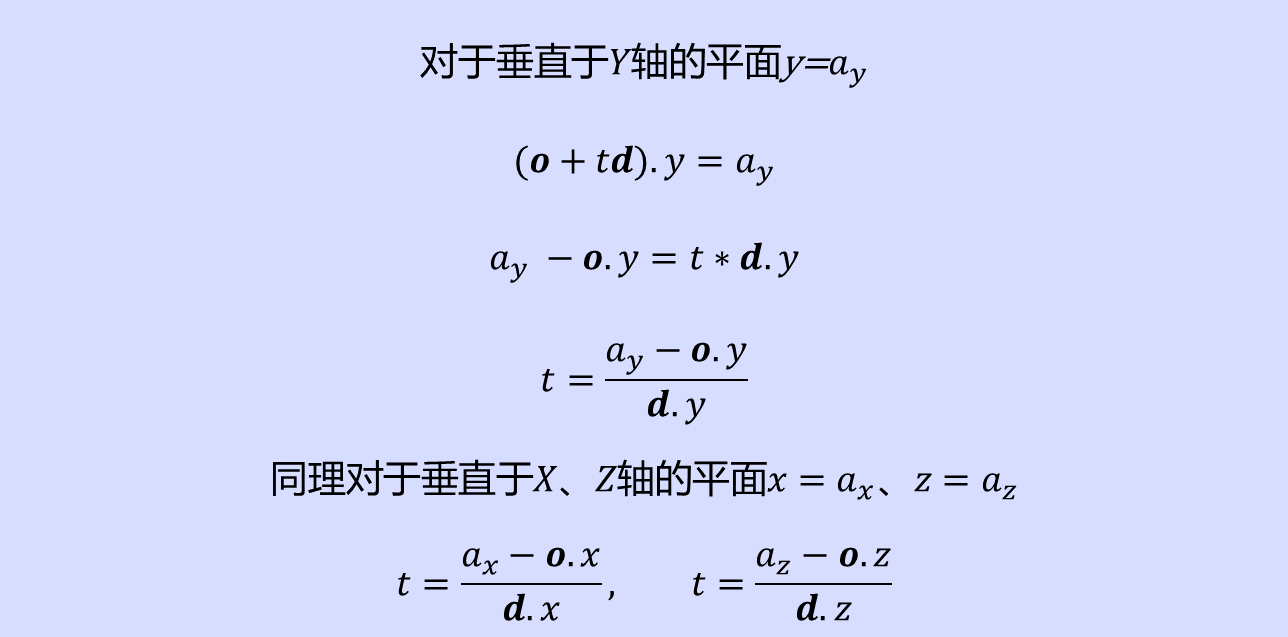 对于垂直于Y轴的平面y=a_y
(o + td). y = a_y
a_y − o. y = t ∗ d. y
t = (a_y − o. y) / (d. y)
同理对于垂直于X、Z轴的平面x = a_x、z = a_z
t = (a_x − o. x) / (d. x), t = (a_z − o. z) / (d. z)